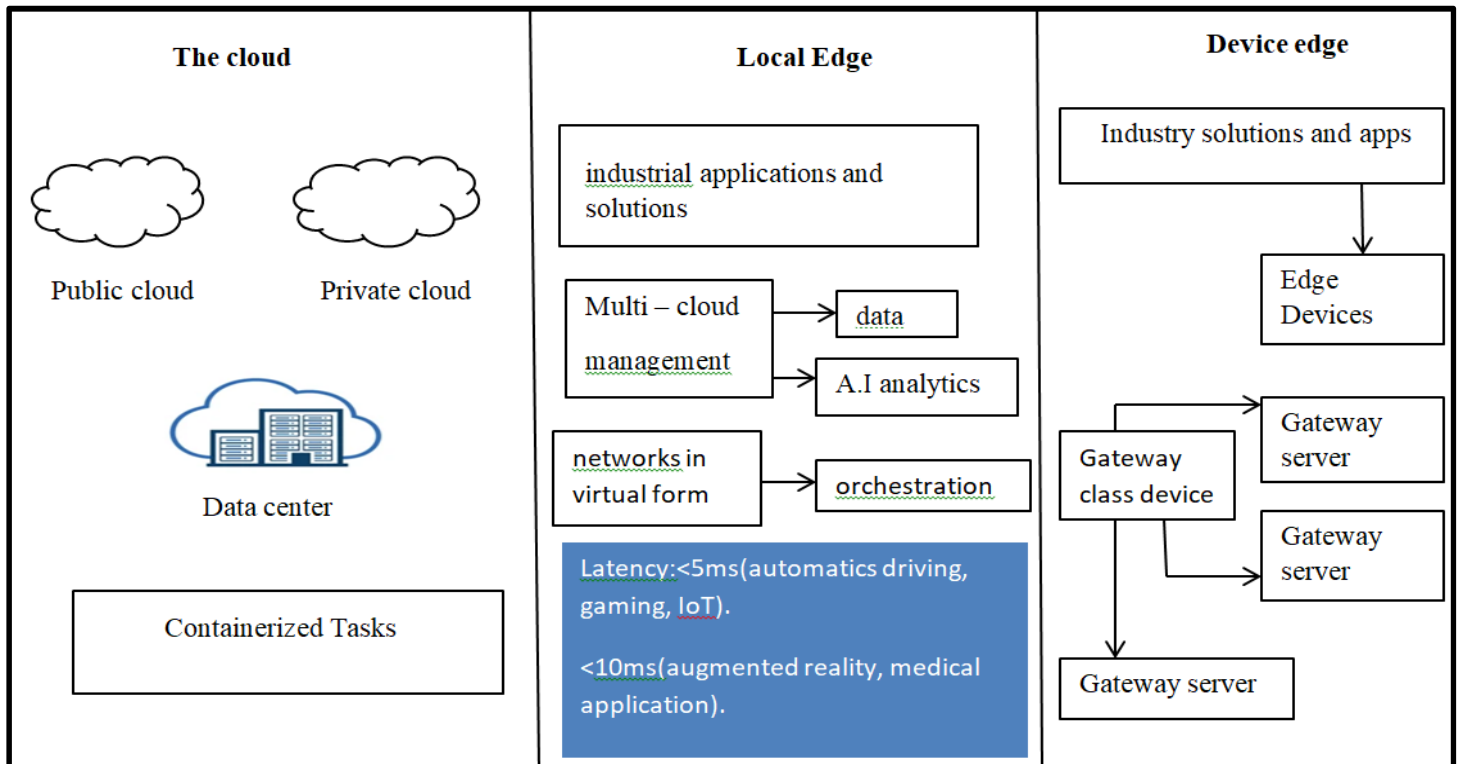 The cloud
Public cloud
Private cloud
Data center
Containerized Tasks
Local Edge
industrial applications and
solutions
Multi – cloud
management
data
A.I analytics
networks in
virtual form
orchestration
Latency:<5ms(automatics driving,
gaming, IoT).
<10ms(augmented reality, medical
application).
Device edge
Industry solutions and apps
Edge
Devices
Gateway
class device
Gateway
server
Gateway
server
Gateway server